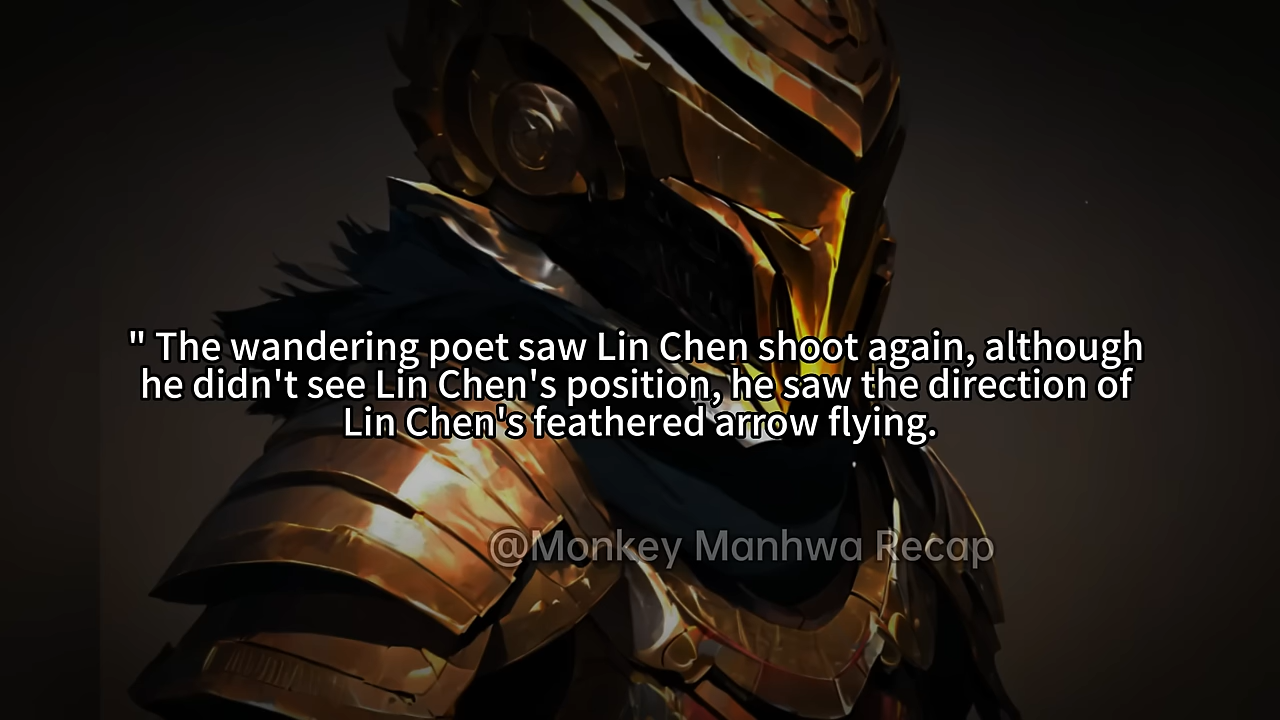 " The wandering poet saw Lin Chen shoot again, although
he didn't see Lin Chen's position, he saw the direction of
Lin Chen's feathered arrow flying.
@Monkey Manhwa Recap